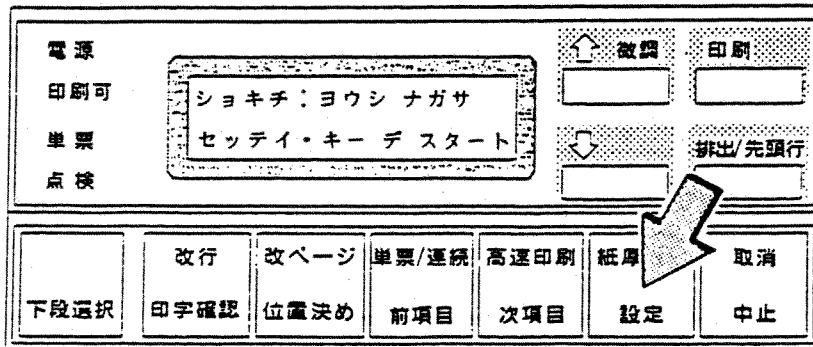 電源
印刷可
単票
点検
ショキチ：ヨウシ ナガサ
セッテイ・キー デ スタート
微調
印刷
排出/先頭行
下段選択
改行
印字確認
改ページ
位置決め
単票/連続
前項目
高速印刷
次項目
紙厚
設定
取消
中止